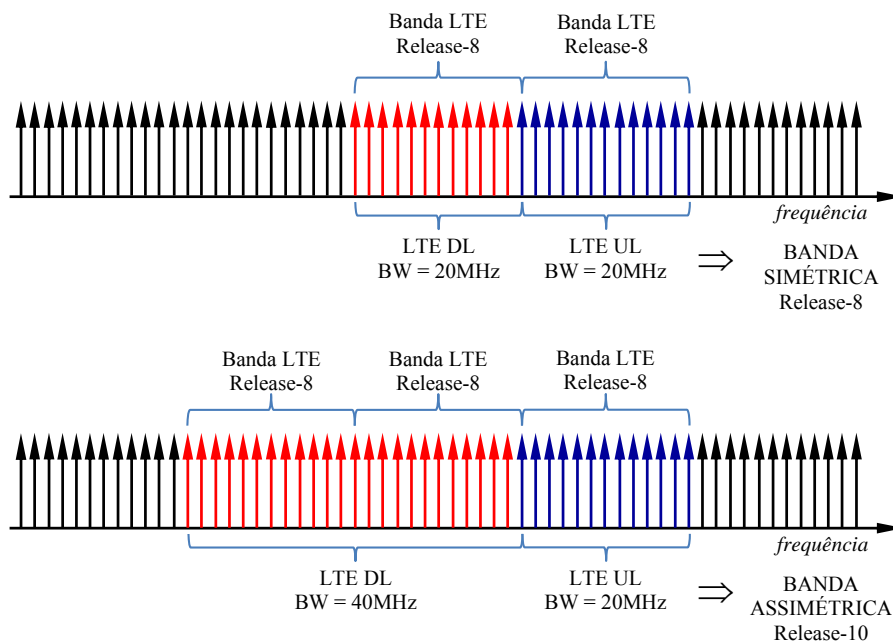 Banda LTE Banda LTE
Release-8 Release-8
frequência
LTE DL LTE UL BANDA
BW = 20MHz BW = 20MHz ⇒ SIMÉTRICA
Release-8
Banda LTE Banda LTE Banda LTE
Release-8 Release-8 Release-8
frequência
LTE DL LTE UL BANDA
BW = 40MHz BW = 20MHz ⇒ ASSIMÉTRICA
Release-10